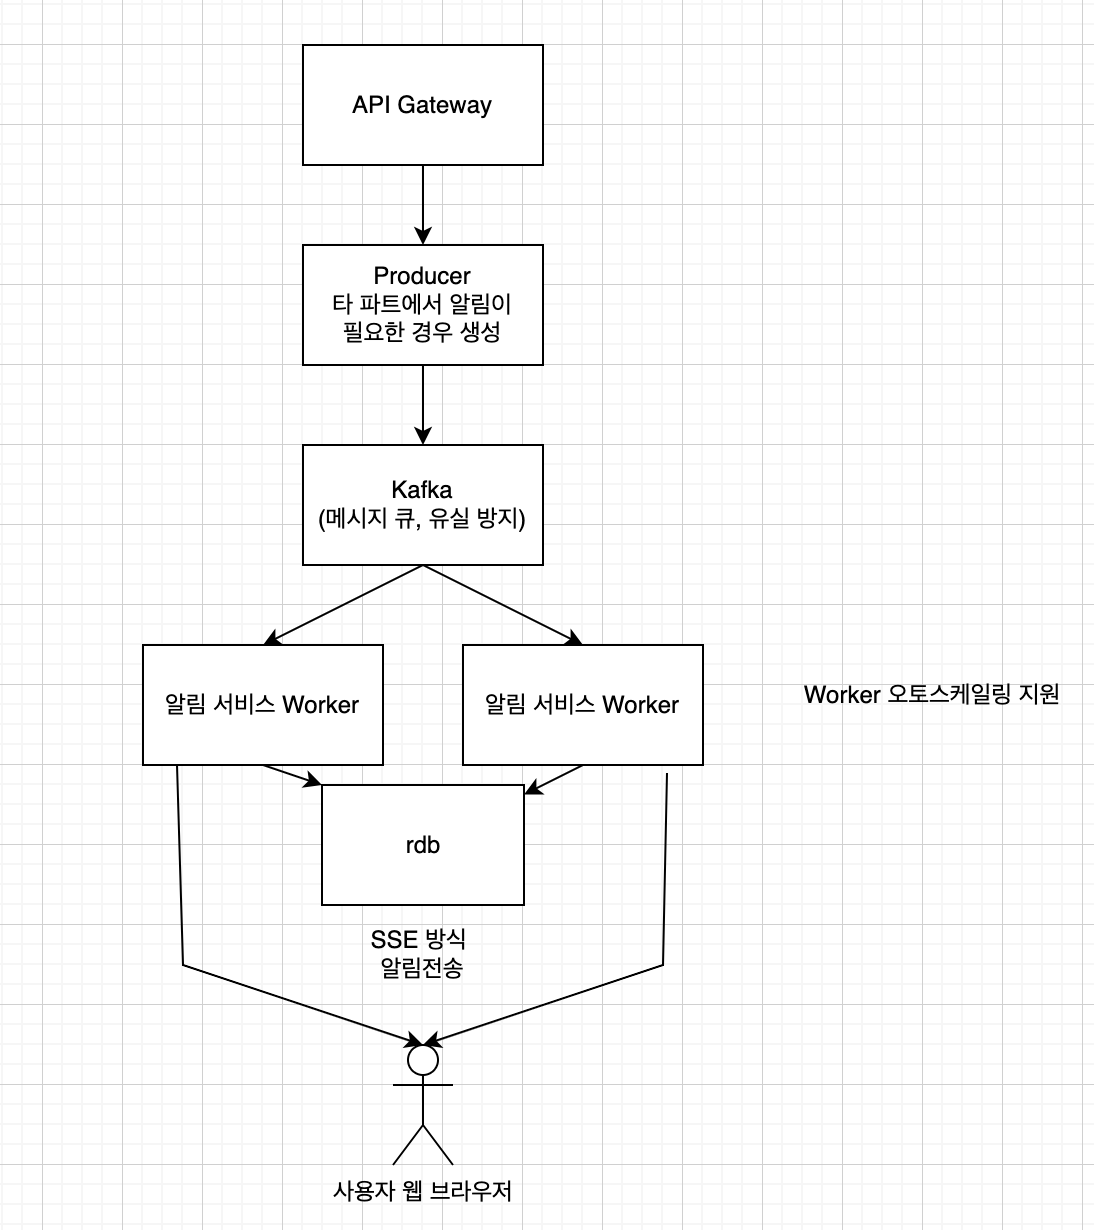 API Gateway
Producer
타 파트에서 알림이
필요한 경우 생성
Kafka
(메시지 큐, 유실 방지)
알림 서비스 Worker
알림 서비스 Worker
Worker 오토스케일링 지원
rdb
SSE 방식
알림전송
사용자 웹 브라우저